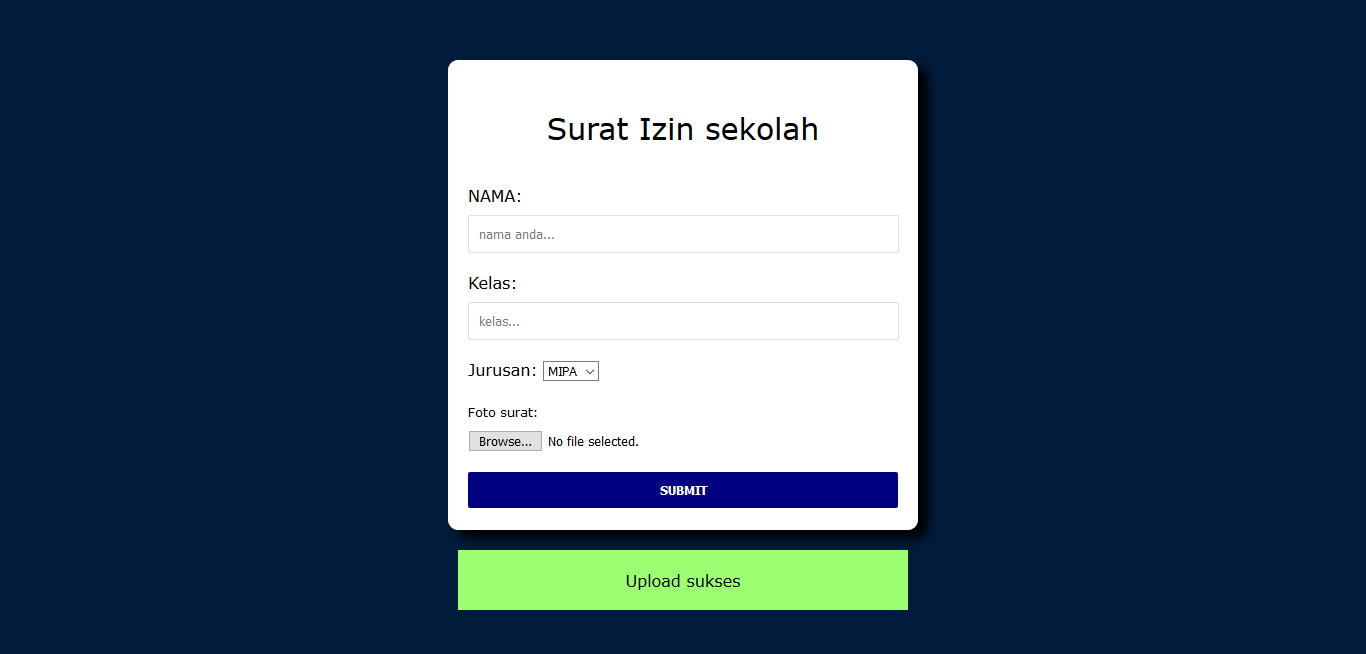 Surat Izin sekolah
NAMA:
nama anda...
Kelas:
kelas...
Jurusan: MIPA
Foto surat:
Browse... No file selected.
SUBMIT
Upload sukses